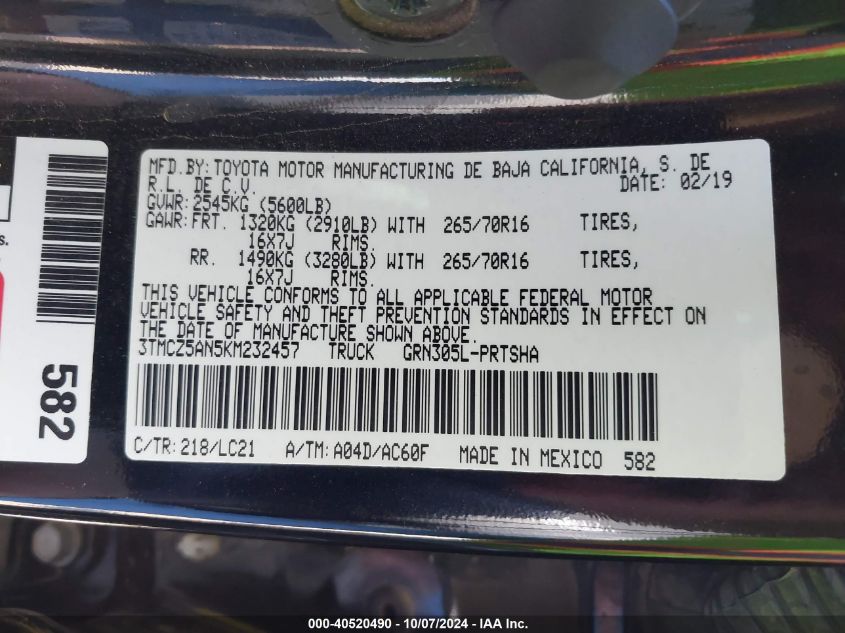 MFD.BY:TOYOTA MOTOR MANUFACTURING DE BAJA CALIFORNIA, S. DE
R.L. DE C.V. DATE: 02/19
GVWR:2545KG (5600LB)
GAWR:FRT. 1320KG (2910LB) WITH 265/70R16 TIRES,
16X7J RIMS.
RR. 1490KG (3280LB) WITH 265/70R16 TIRES,
16X7J RIMS.
THIS VEHICLE CONFORMS TO ALL APPLICABLE FEDERAL MOTOR
VEHICLE SAFETY AND THEFT PREVENTION STANDARDS IN EFFECT ON
THE DATE OF MANUFACTURE SHOWN ABOVE.
3TMCZ5AN5KM232457 TRUCK GRN305L-PRTSHA
C/TR:218/LC21 A/TM:A04D/AC60F MADE IN MEXICO 582
s.
582
000-40520490 - 10/07/2024 - IAA Inc.